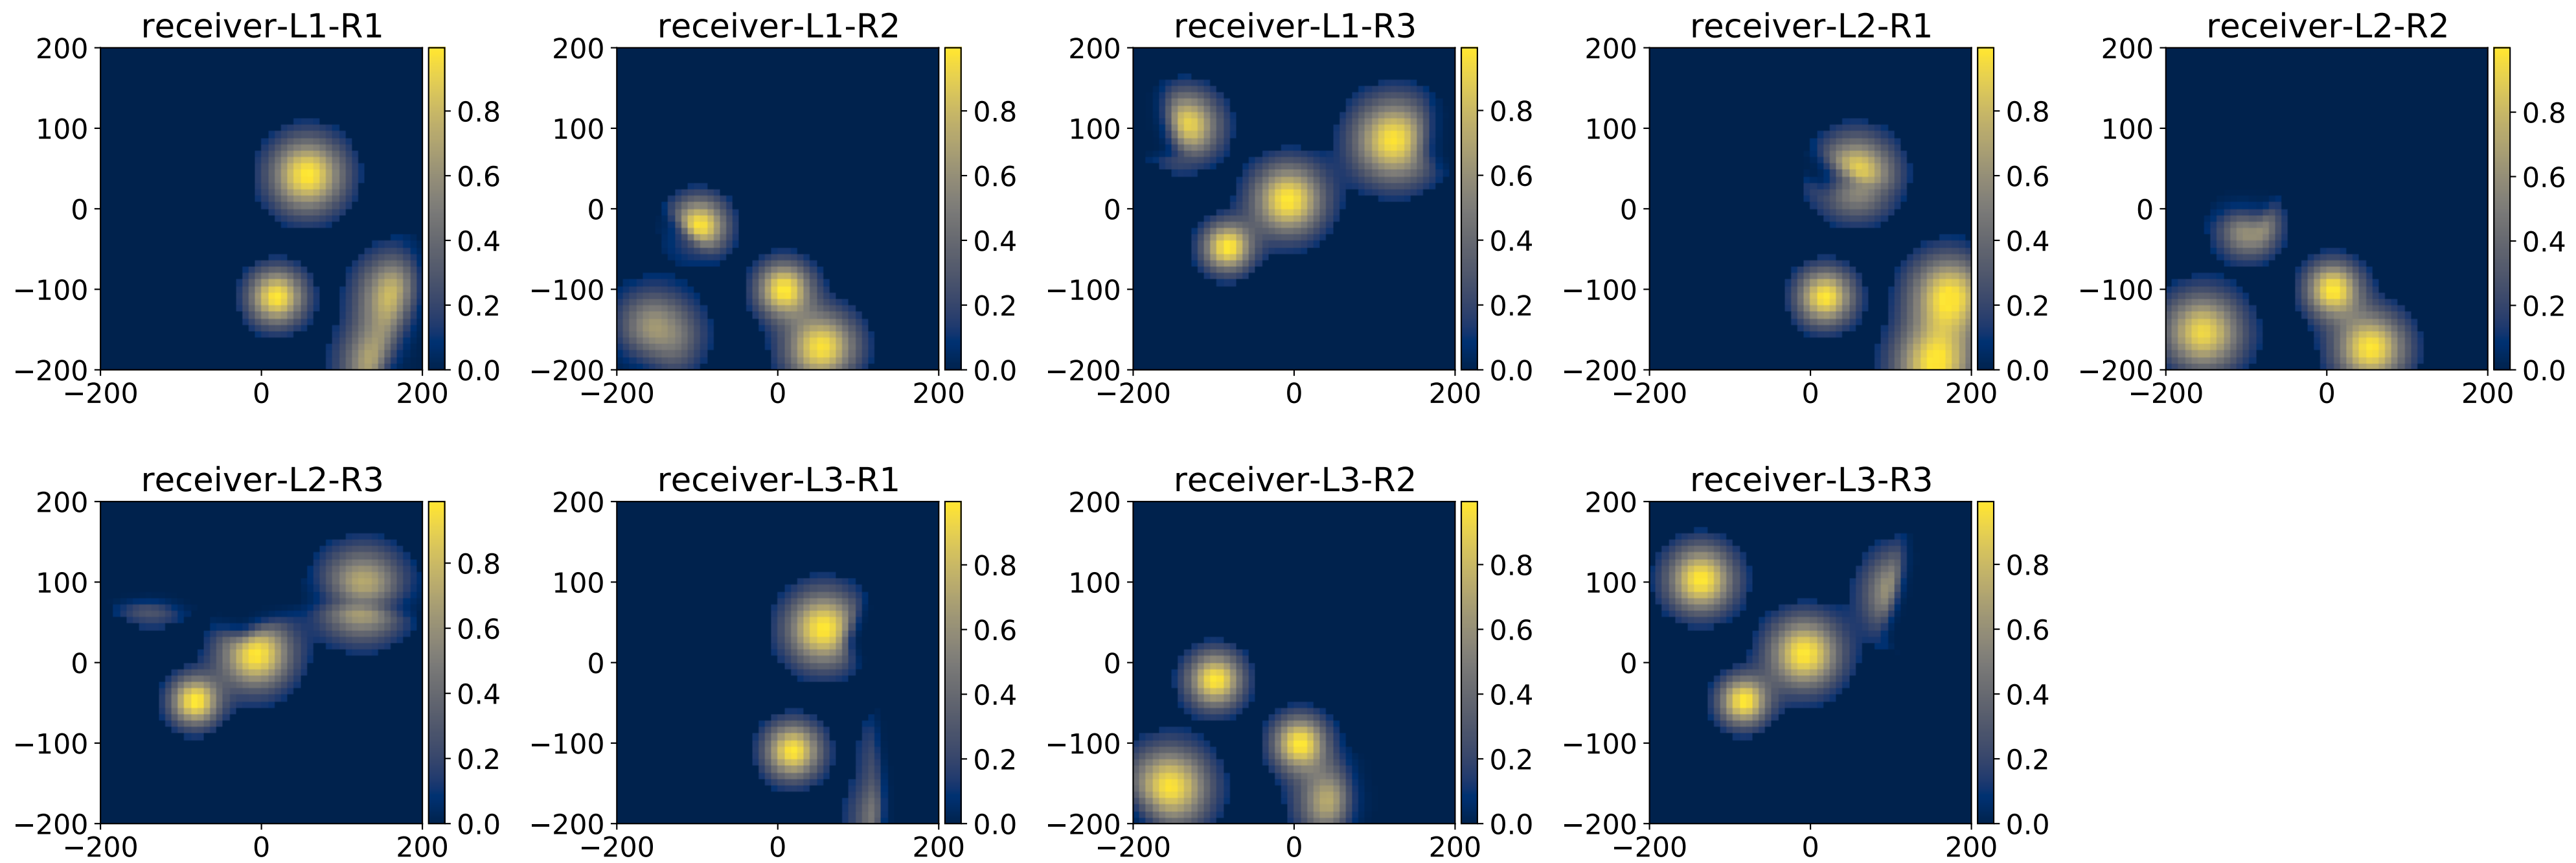 receiver-L1-R1 receiver-L1-R2 receiver-L1-R3 receiver-L2-R1 receiver-L2-R2
200 200 200 200 200
100 0.8 100 0.8 100 0.8 100 0.8 100 0.8
0.6 0.6 0.6 0.6 0.6
0 0 0 0 0
0.4 0.4 0.4 0.4 0.4
−100 0.2 −100 0.2 −100 0.2 −100 0.2 −100 0.2
−200 0.0 −200 0.0 −200 0.0 −200 0.0 −200 0.0
−200 0 200 −200 0 200 −200 0 200 −200 0 200 −200 0 200
receiver-L2-R3 receiver-L3-R1 receiver-L3-R2 receiver-L3-R3
200 200 200 200
100 0.8 100 0.8 100 0.8 100 0.8
0.6 0.6 0.6 0.6
0 0 0 0
0.4 0.4 0.4 0.4
−100 0.2 −100 0.2 −100 0.2 −100 0.2
−200 0.0 −200 0.0 −200 0.0 −200 0.0
−200 0 200 −200 0 200 −200 0 200 −200 0 200